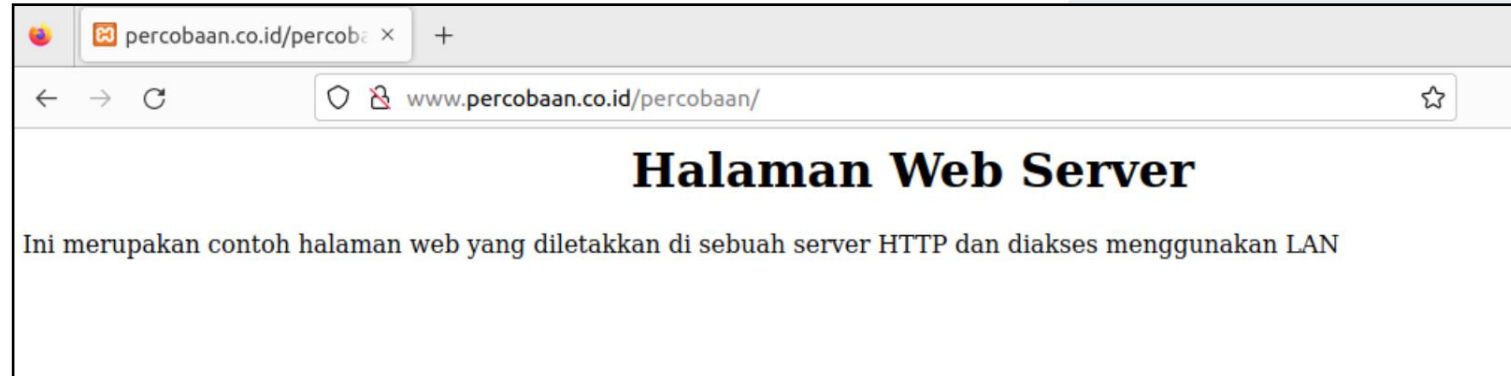 percobaan.co.id/percoba
www.percobaan.co.id/percobaan/
Halaman Web Server
Ini merupakan contoh halaman web yang diletakkan di sebuah server HTTP dan diakses menggunakan LAN